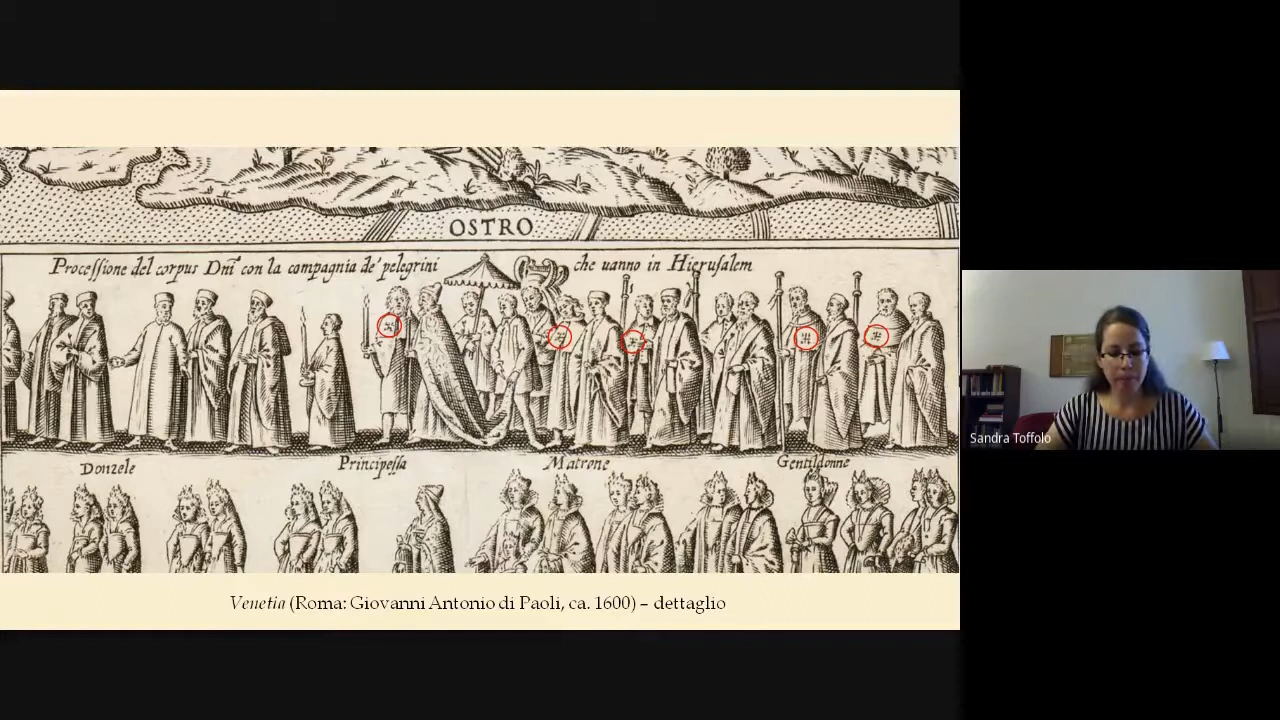 OSTRO
Processione del corpus Dnī con la compagnia de' pelegrini che uanno in Hierusalem
Donzele Principessa Matrone Gentildonne
Venetia (Roma: Giovanni Antonio di Paoli, ca. 1600) – dettaglio
Sandra Toffolo